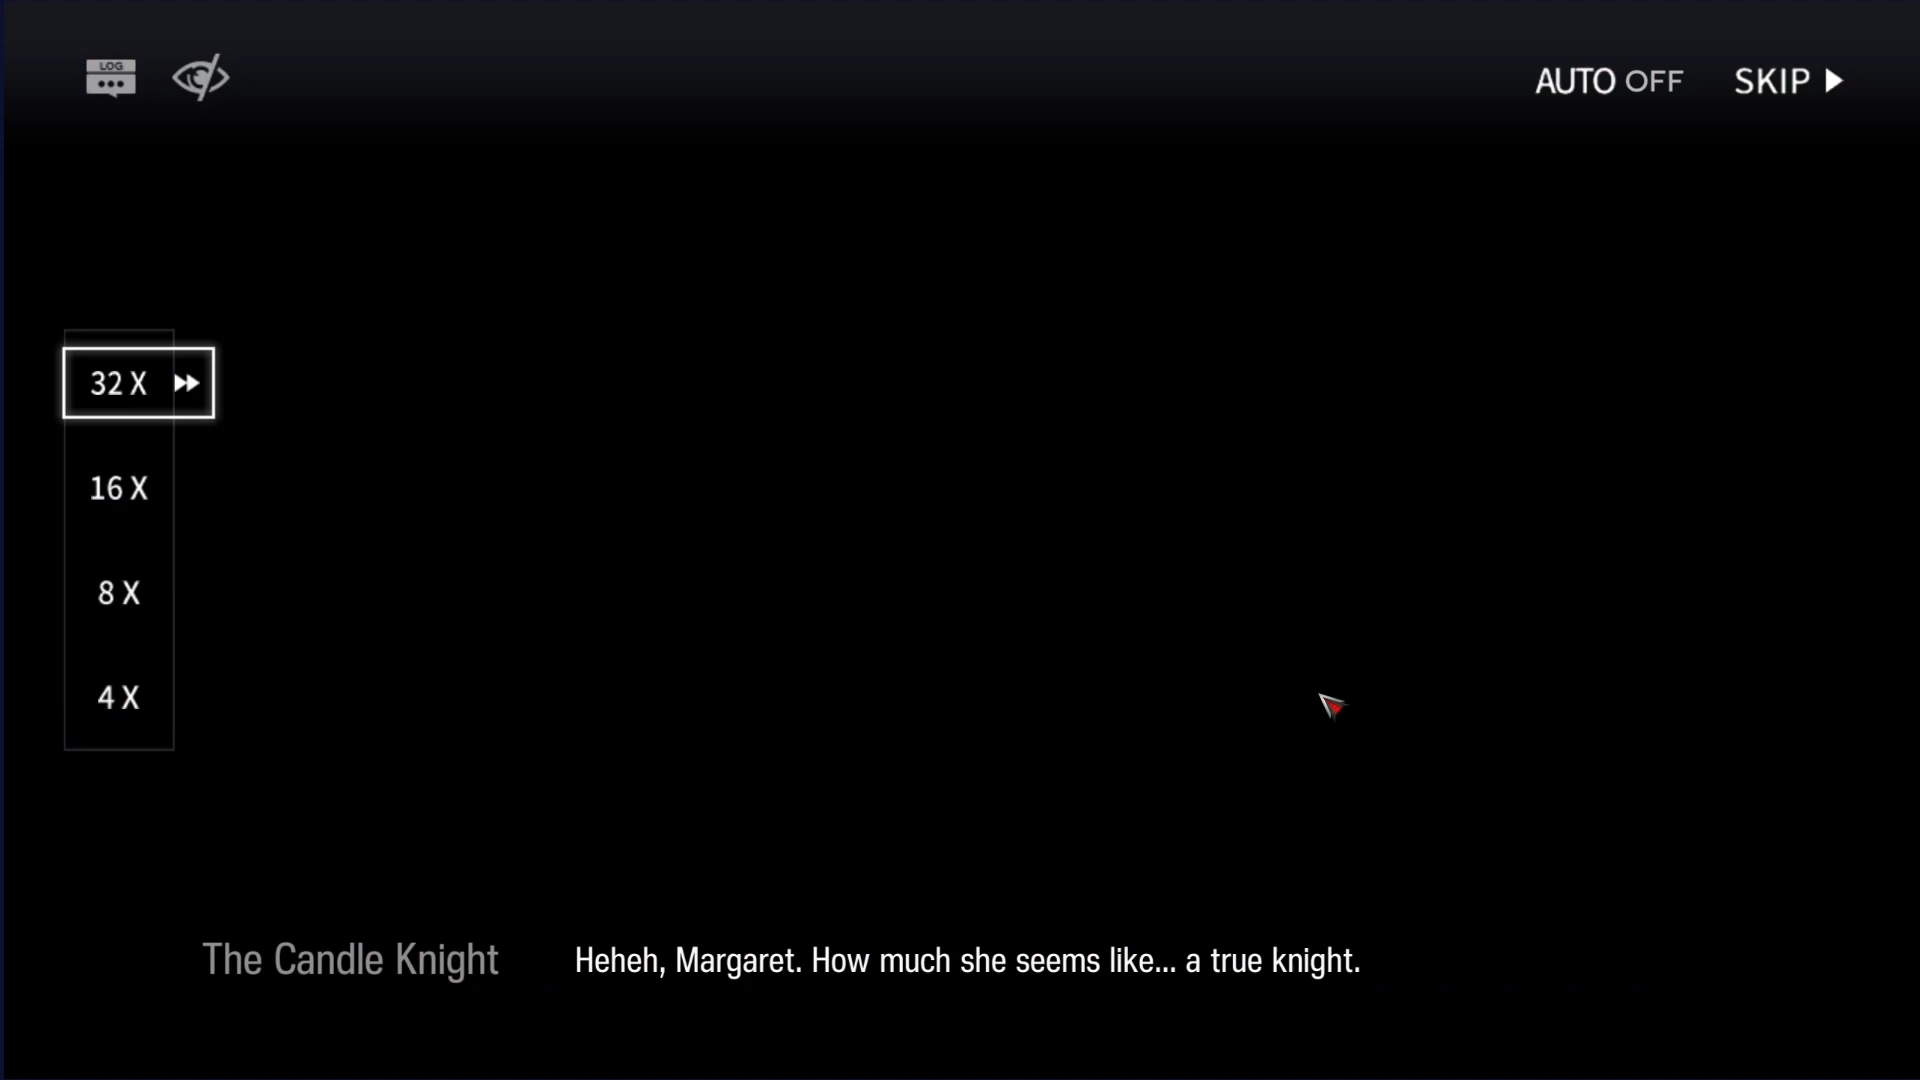 LOG
AUTO OFF
SKIP
32 X
16 X
8 X
4 X
The Candle Knight
Heheh, Margaret. How much she seems like... a true knight.